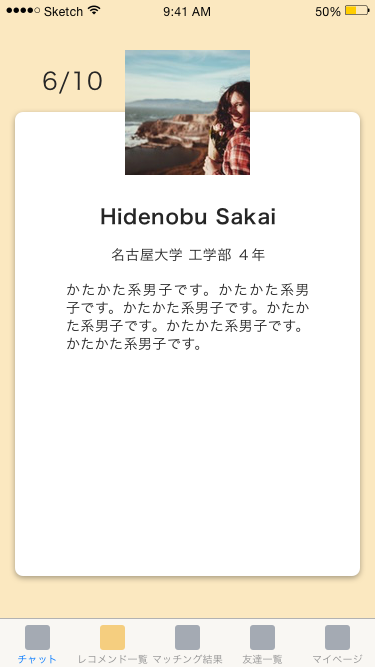 Sketch 9:41 AM 50%
6/10
Hidenobu Sakai
名古屋大学 工学部 4年
かたかた系男子です。かたかた系男
子です。かたかた系男子です。かたか
た系男子です。かたかた系男子です。
かたかた系男子です。
チャット レコメンド一覧 マッチング結果 友達一覧 マイページ